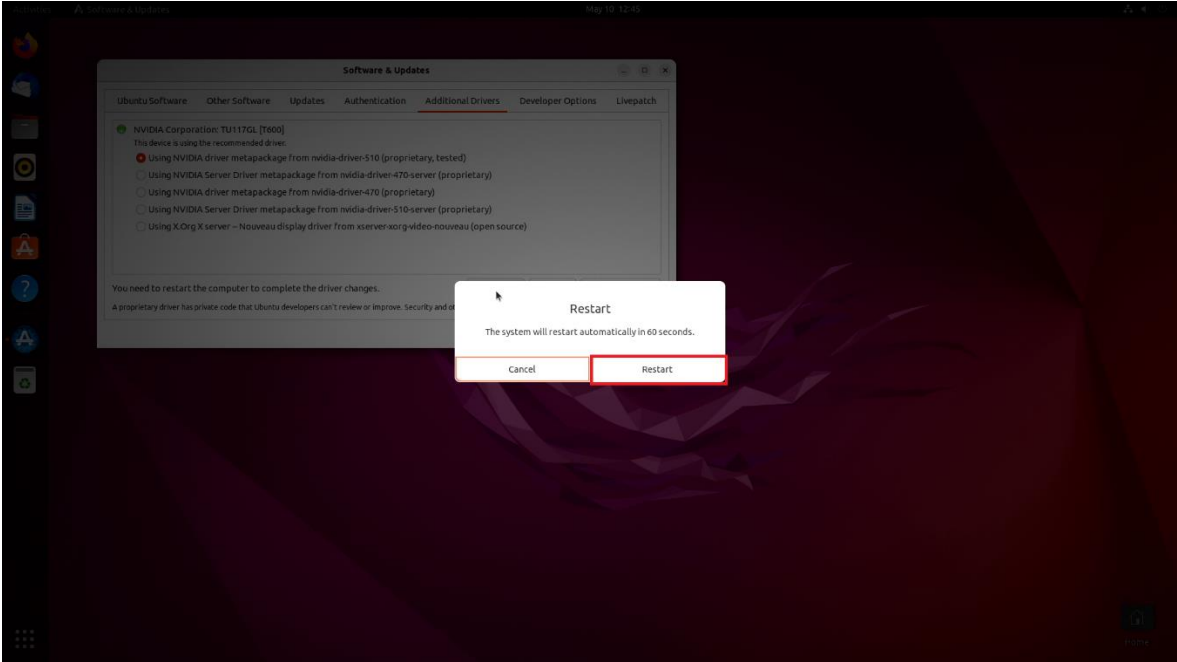 Activities Software & Updates May 10 12:45
Software & Updates
Ubuntu Software Other Software Updates Authentication Additional Drivers Developer Options Livepatch
NVIDIA Corporation: TU117GL [T600]
This device is using the recommended driver.
Using NVIDIA driver metapackage from nvidia-driver-510 (proprietary, tested)
Using NVIDIA Server Driver metapackage from nvidia-driver-470-server (proprietary)
Using NVIDIA driver metapackage from nvidia-driver-470 (proprietary)
Using NVIDIA Server Driver metapackage from nvidia-driver-510-server (proprietary)
Using X.Org X server -- Nouveau display driver from xserver-xorg-video-nouveau (open source)
You need to restart the computer to complete the driver changes.
A proprietary driver has private code that Ubuntu developers can't review or improve. Security and
Restart
The system will restart automatically in 60 seconds.
Cancel Restart
Home